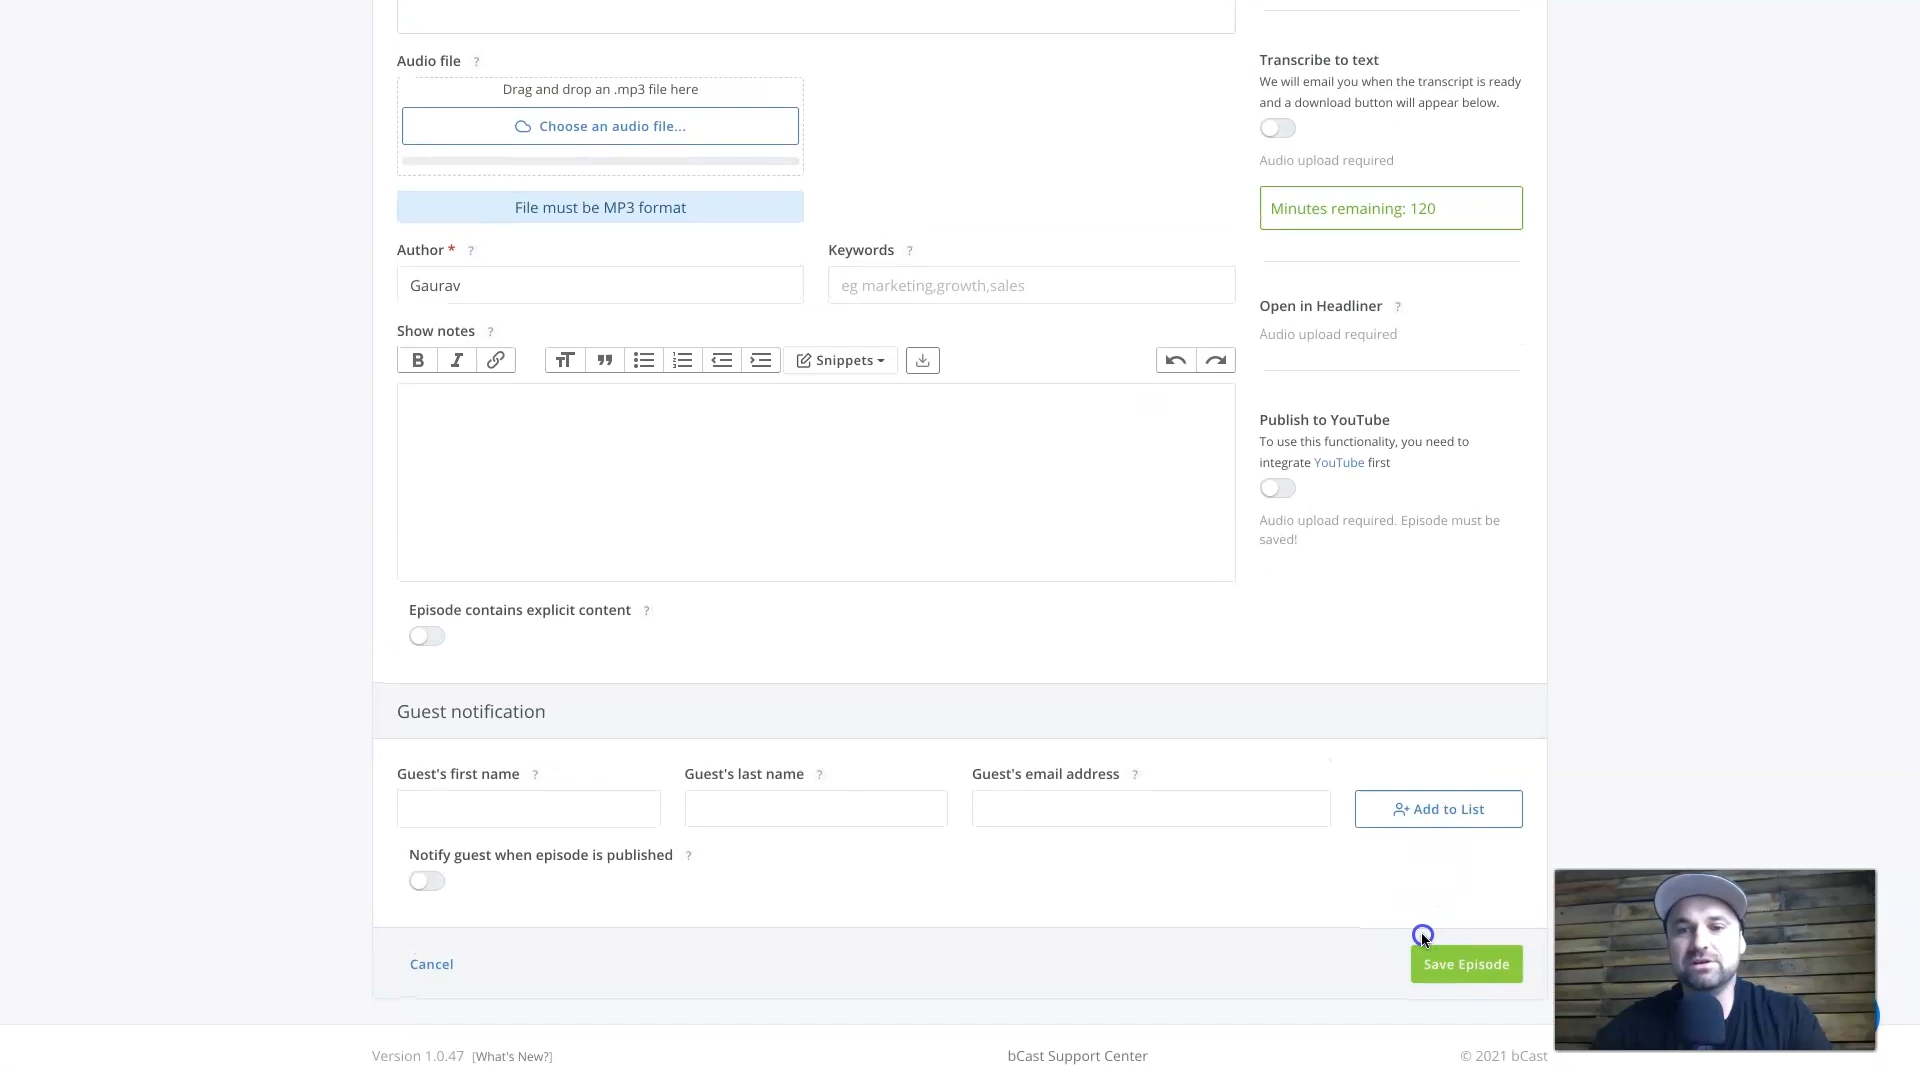 Audio file ?
Drag and drop an .mp3 file here
Choose an audio file...
File must be MP3 format
Author * ?
Gaurav
Keywords ?
eg marketing,growth,sales
Show notes ?
B I
Snippets
Episode contains explicit content ?
Transcribe to text
We will email you when the transcript is ready
and a download button will appear below.
Audio upload required
Minutes remaining: 120
Open in Headliner ?
Audio upload required
Publish to YouTube
To use this functionality, you need to
integrate YouTube first
Audio upload required. Episode must be
saved!
Guest notification
Guest's first name ?
Guest's last name ?
Guest's email address ?
Add to List
Notify guest when episode is published ?
Cancel
Save Episode
Version 1.0.47 [What's New?]
bCast Support Center
© 2021 bCast